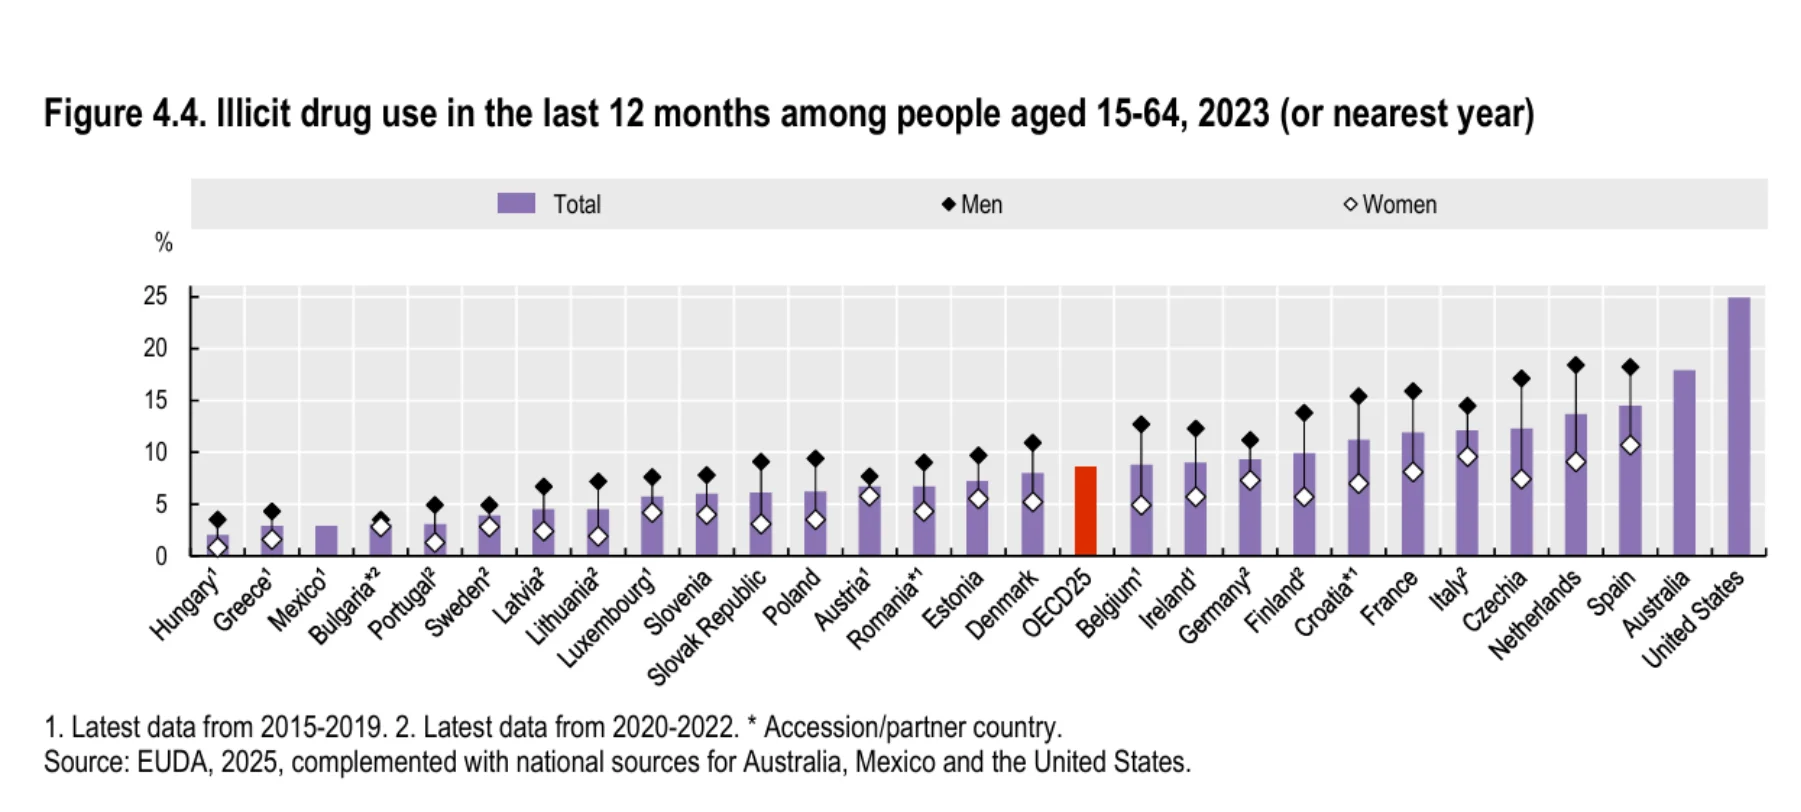 Figure 4.4. Illicit drug use in the last 12 months among people aged 15-64, 2023 (or nearest year)
Total
Men
Women
%
25
20
15
10
5
0
Hungary¹
Greece¹
Mexico¹
Bulgaria*²
Portugal²
Sweden²
Latvia²
Lithuania²
Luxembourg¹
Slovenia
Slovak Republic
Poland
Austria¹
Romania*¹
Estonia
Denmark
OECD25
Belgium¹
Ireland¹
Germany²
Finland²
Croatia*¹
France
Italy²
Czechia
Netherlands
Spain
Australia
United States
1. Latest data from 2015-2019. 2. Latest data from 2020-2022. * Accession/partner country.
Source: EUDA, 2025, complemented with national sources for Australia, Mexico and the United States.